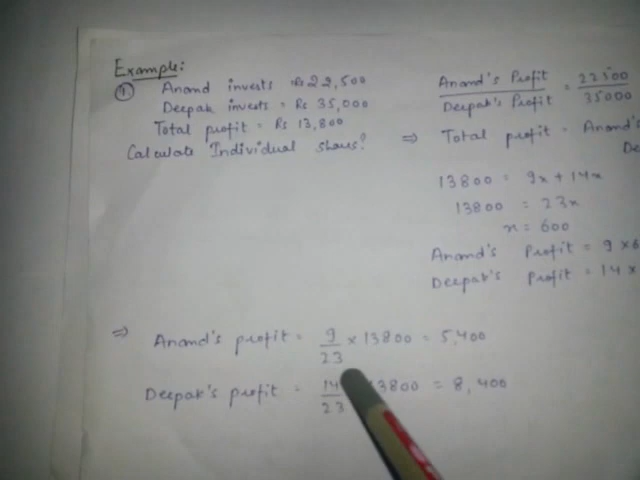 Example:
① Anand invests = Rs 22,500
Deepak invests = Rs 35,000
Total profit = Rs 13,800
Calculate Individual shares?
Anand's Profit / Deepak's Profit = 22500 / 35000
⇒ Total profit = Anand's
De
13800 = 9x + 14x
13800 = 23x
x = 600
Anand's Profit = 9 × 6
Deepak's Profit = 14 ×
⇒ Anand's profit = 9/23 × 13800 = 5,400
Deepak's profit = 14/23 × 13800 = 8,400